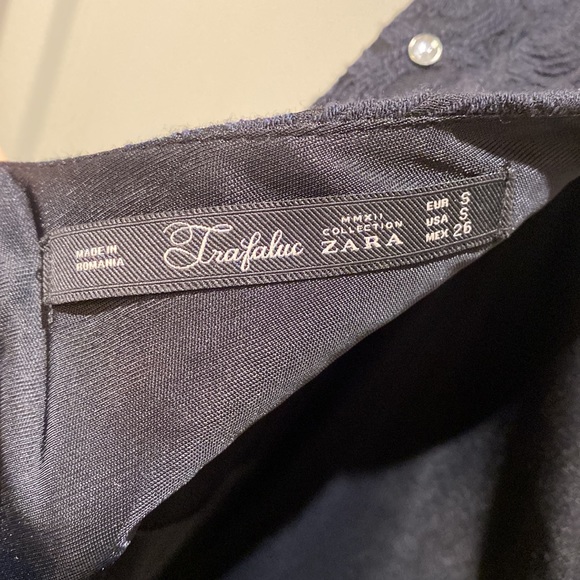 MADE IN
ROMANIA
Trafaluc
MMXII
COLLECTION
ZARA
EUR S
USA S
MEX 26